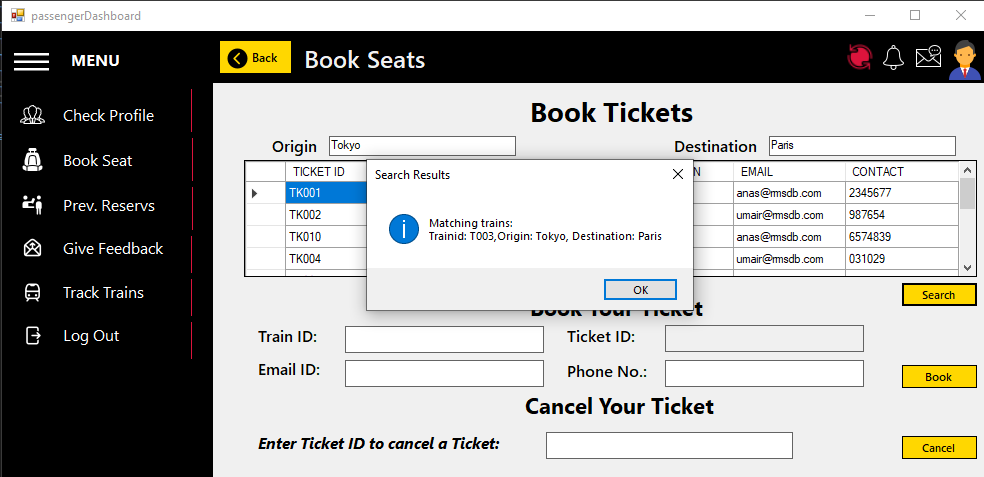 passengerDashboard
MENU
Back
Book Seats
Check Profile
Book Seat
Prev. Reservs
Give Feedback
Track Trains
Log Out
Book Tickets
Origin Tokyo
Destination Paris
TICKET ID N EMAIL CONTACT
TK001 anas@rmsdb.com 2345677
TK002 umair@rmsdb.com 987654
TK010 anas@rmsdb.com 6574839
TK004 umair@rmsdb.com 031029
Search Results
Matching trains:
Trainid: T003,Origin: Tokyo, Destination: Paris
OK
Search
Book Your Ticket
Train ID:
Ticket ID:
Email ID:
Phone No.:
Book
Cancel Your Ticket
Enter Ticket ID to cancel a Ticket:
Cancel